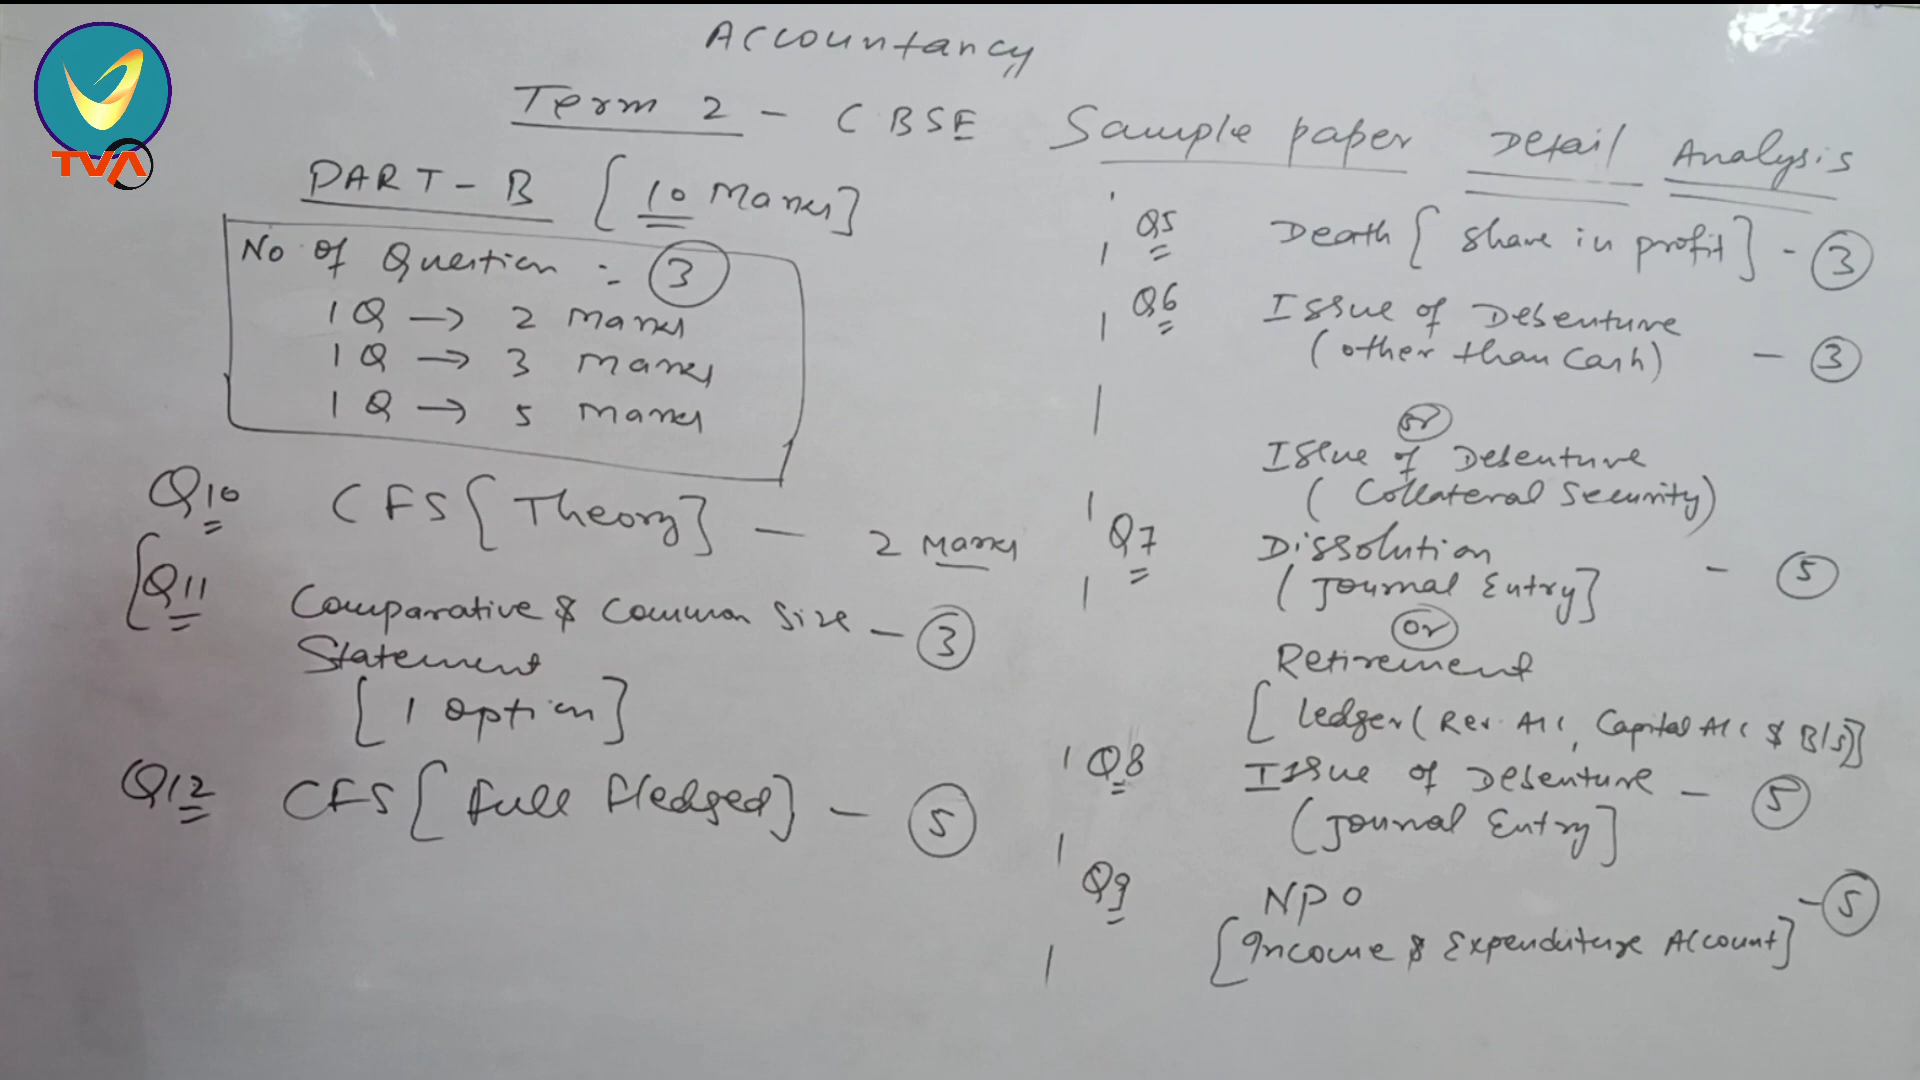 TVA
Accountancy
Term 2 - CBSE Sample paper Detail Analysis
PART-B [10 Marks]
No of Question :- 3
1 Q → 2 Marks
1 Q → 3 Marks
1 Q → 5 Marks
Q10 CFS [Theory] - 2 Marks
[Q11 Comparative & Common Size - 3
Statement
[1 option]
Q12 CFS [full fledged] - 5
Q5 Death [share in profit] - 3
Q6 Issue of Debenture
(other than Cash) - 3
or
Issue of Debenture
(Collateral Security)
Q7 Dissolution - 5
(Journal Entry]
or
Retirement
[Ledger (Rev. A/c, Capital A/c & B/s)]
Q8 Issue of Debenture - 5
(Journal Entry]
Q9 NPO - 5
[Income & Expenditure Account]